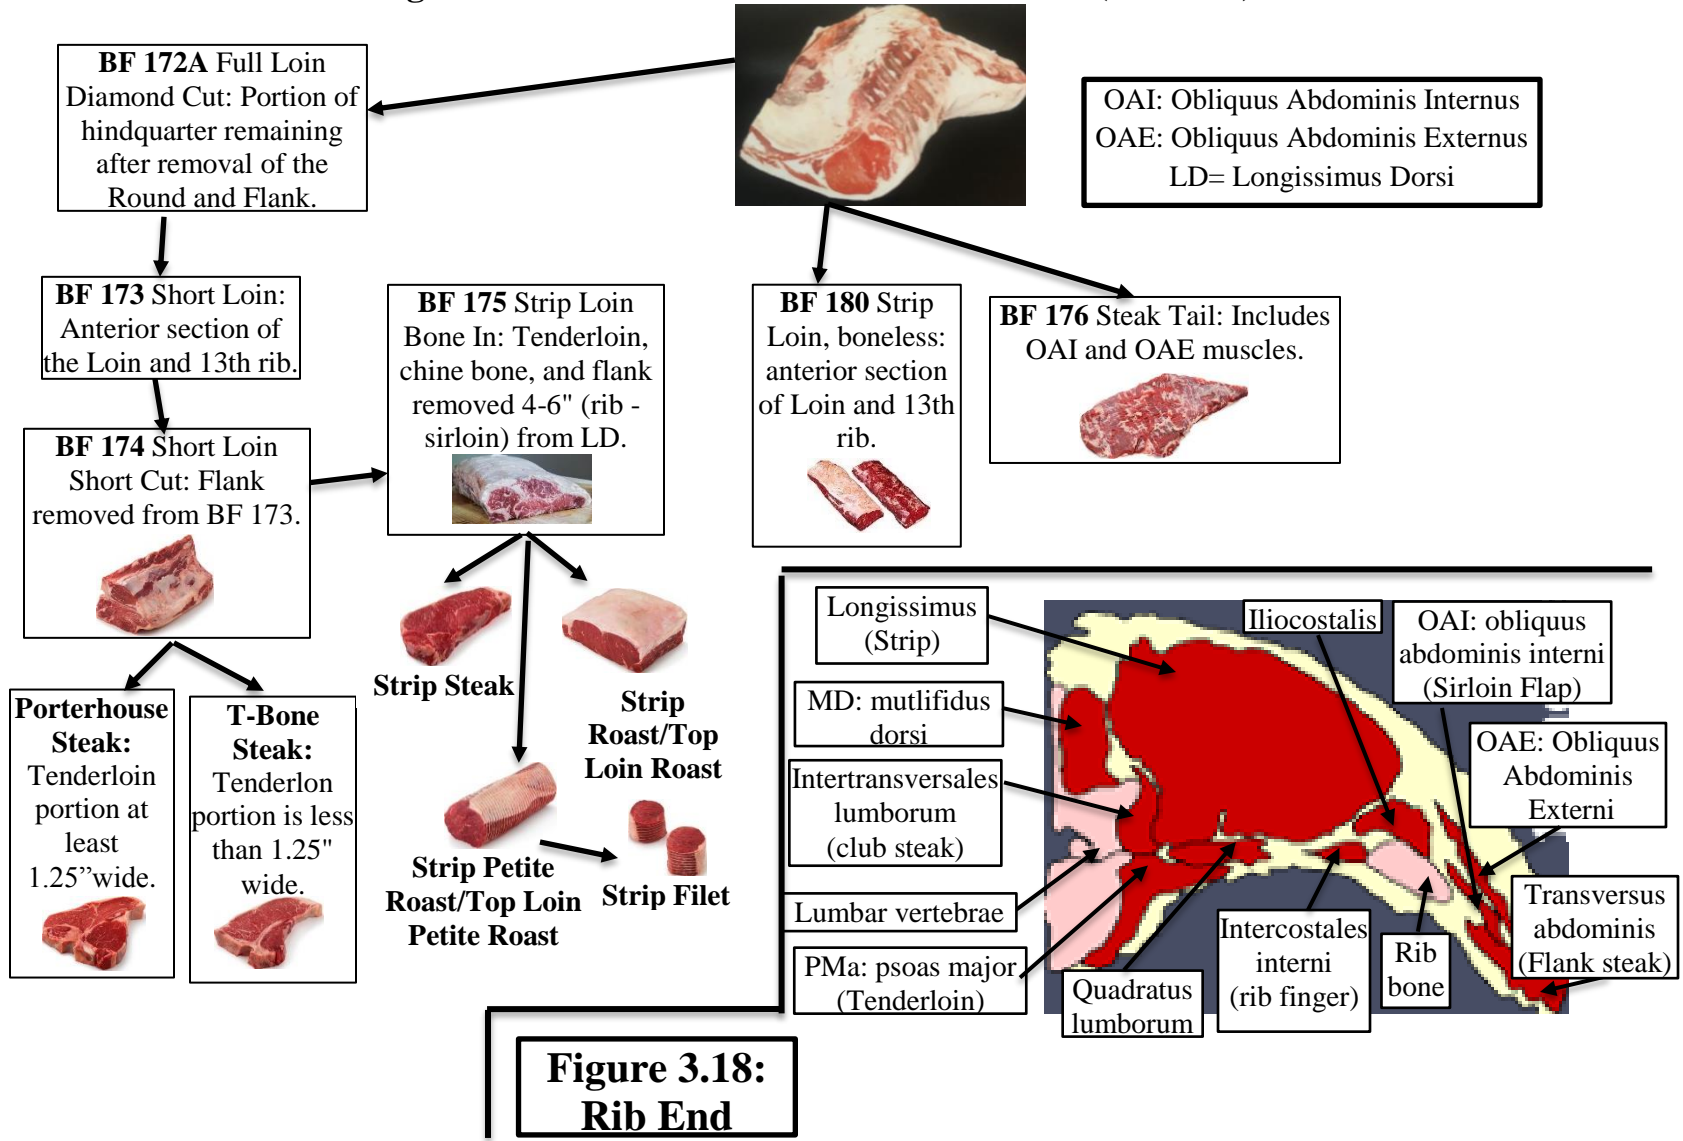 BF 172A Full Loin
Diamond Cut: Portion of
hindquarter remaining
after removal of the
Round and Flank.
OAI: Obliquus Abdominis Internus
OAE: Obliquus Abdominis Externus
LD= Longissimus Dorsi
BF 173 Short Loin:
Anterior section of
the Loin and 13th rib.
BF 175 Strip Loin
Bone In: Tenderloin,
chine bone, and flank
removed 4-6" (rib -
sirloin) from LD.
BF 180 Strip
Loin, boneless:
anterior section
of Loin and 13th
rib.
BF 176 Steak Tail: Includes
OAI and OAE muscles.
BF 174 Short Loin
Short Cut: Flank
removed from BF 173.
Porterhouse
Steak:
Tenderloin
portion at
least
1.25”wide.
T-Bone
Steak:
Tenderlon
portion is less
than 1.25"
wide.
Strip Steak
Strip
Roast/Top
Loin Roast
Strip Petite
Roast/Top Loin
Petite Roast
Strip Filet
Longissimus
(Strip)
MD: mutlifidus
dorsi
Intertransversales
lumborum
(club steak)
Lumbar vertebrae
PMa: psoas major
(Tenderloin)
Quadratus
lumborum
Intercostales
interni
(rib finger)
Rib
bone
Iliocostalis
OAI: obliquus
abdominis interni
(Sirloin Flap)
OAE: Obliquus
Abdominis
Externi
Transversus
abdominis
(Flank steak)
Figure 3.18:
Rib End